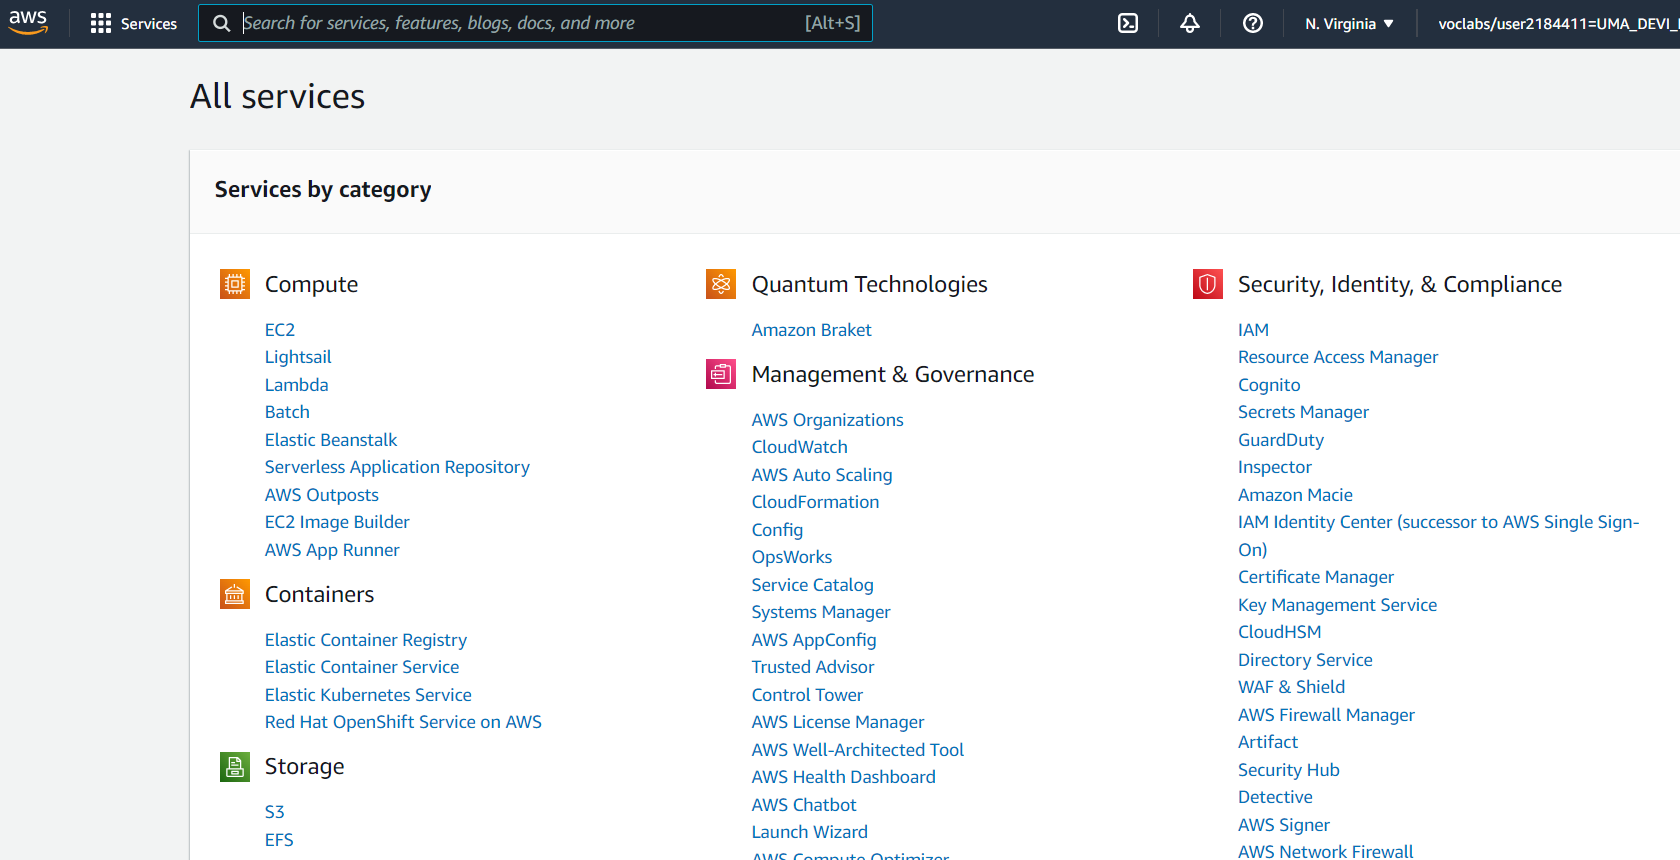 aws
Services
Search for services, features, blogs, docs, and more
[Alt+S]
N. Virginia
voclabs/user2184411=UMA_DEVI_
All services
Services by category
Compute
EC2
Lightsail
Lambda
Batch
Elastic Beanstalk
Serverless Application Repository
AWS Outposts
EC2 Image Builder
AWS App Runner
Containers
Elastic Container Registry
Elastic Container Service
Elastic Kubernetes Service
Red Hat OpenShift Service on AWS
Storage
S3
EFS
Quantum Technologies
Amazon Braket
Management & Governance
AWS Organizations
CloudWatch
AWS Auto Scaling
CloudFormation
Config
OpsWorks
Service Catalog
Systems Manager
AWS AppConfig
Trusted Advisor
Control Tower
AWS License Manager
AWS Well-Architected Tool
AWS Health Dashboard
AWS Chatbot
Launch Wizard
AWS Compute Optimizer
Security, Identity, & Compliance
IAM
Resource Access Manager
Cognito
Secrets Manager
GuardDuty
Inspector
Amazon Macie
IAM Identity Center (successor to AWS Single Sign-
On)
Certificate Manager
Key Management Service
CloudHSM
Directory Service
WAF & Shield
AWS Firewall Manager
Artifact
Security Hub
Detective
AWS Signer
AWS Network Firewall